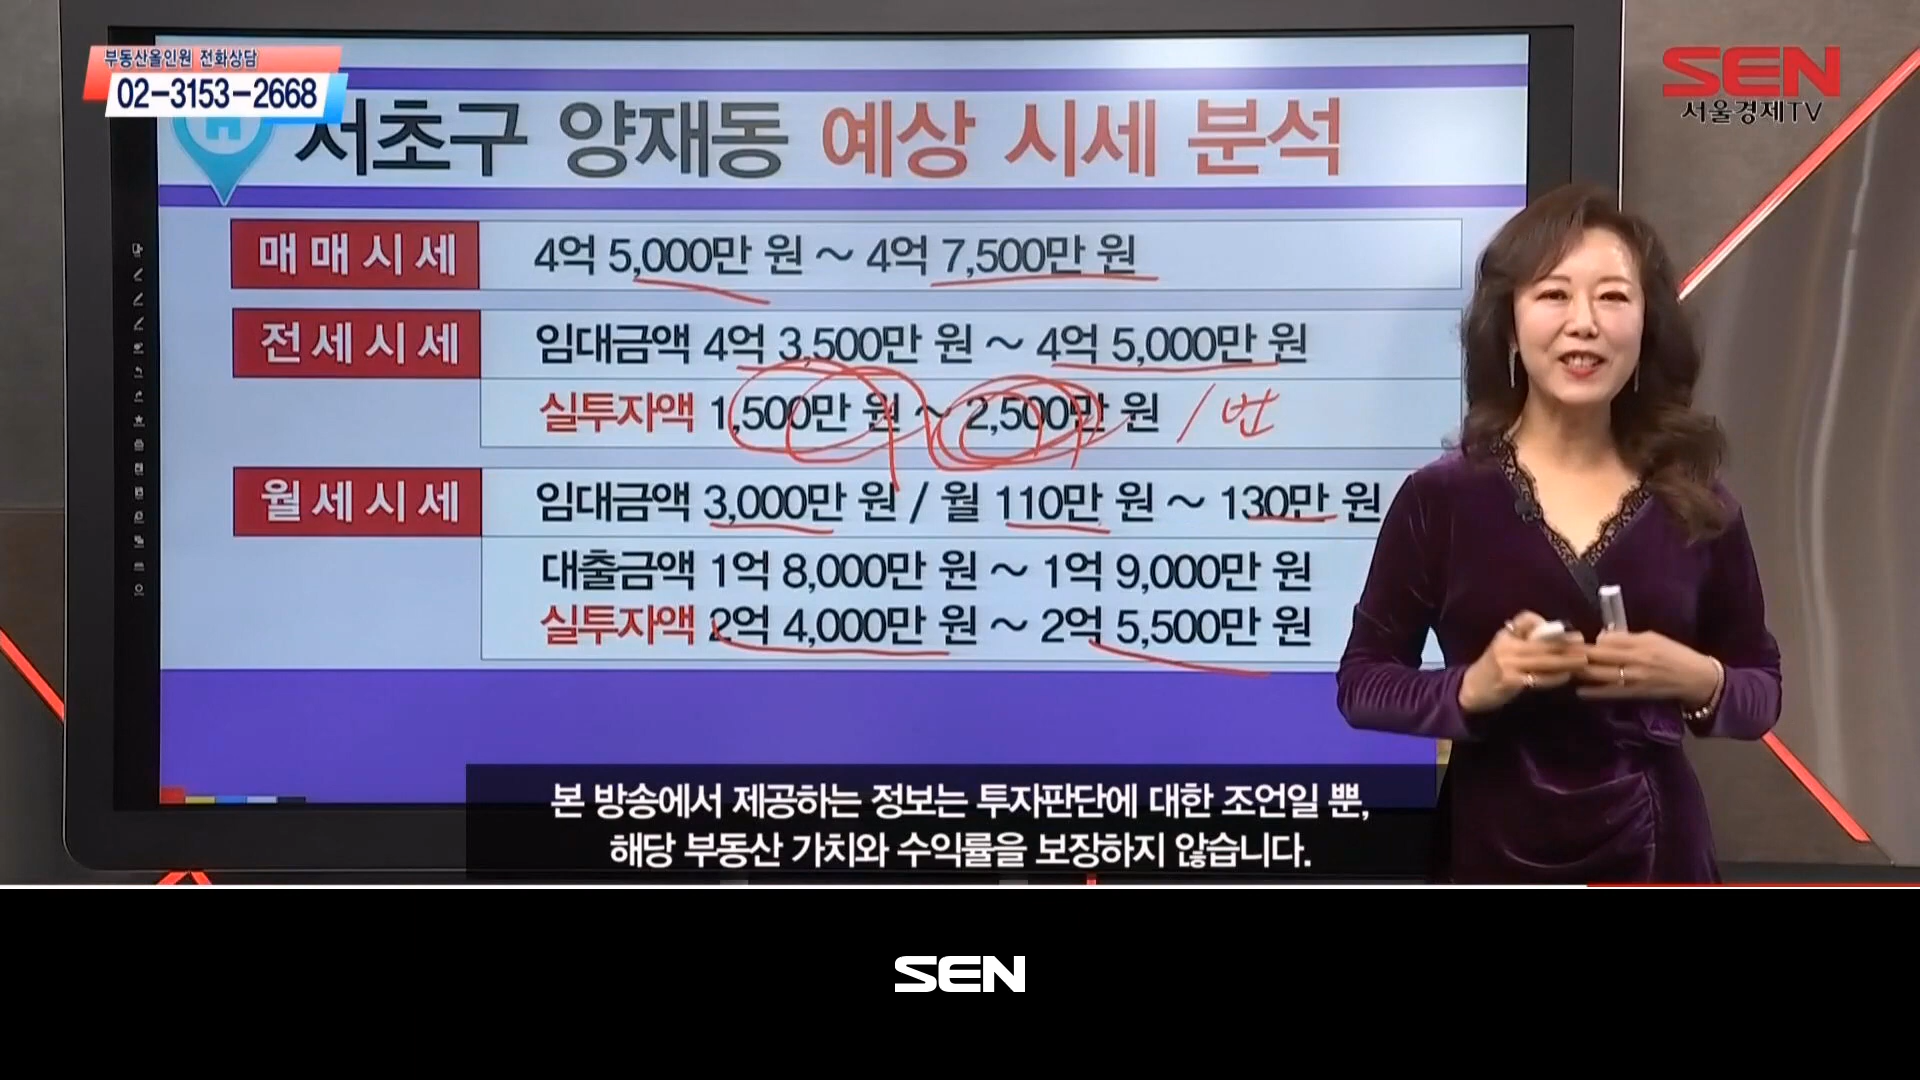 부동산올인원 전화상담
02-3153-2668
SEN
서울경제TV
서초구 양재동 예상 시세 분석
매매시세 4억 5,000만 원 ~ 4억 7,500만 원
전세시세 임대금액 4억 3,500만 원 ~ 4억 5,000만 원
실투자액 1,500만 원 ~ 2,500만 원 / 번
월세시세 임대금액 3,000만 원 / 월 110만 원 ~ 130만 원
대출금액 1억 8,000만 원 ~ 1억 9,000만 원
실투자액 2억 4,000만 원 ~ 2억 5,500만 원
본 방송에서 제공하는 정보는 투자판단에 대한 조언일 뿐,
해당 부동산 가치와 수익률을 보장하지 않습니다.
SEN